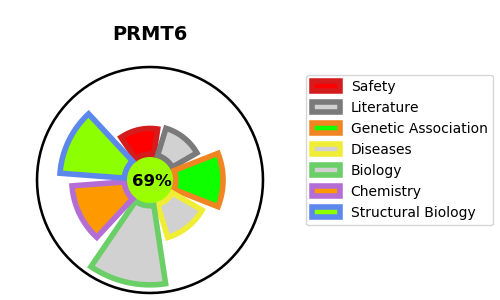 PRMT6
69%
Safety
Literature
Genetic Association
Diseases
Biology
Chemistry
Structural Biology